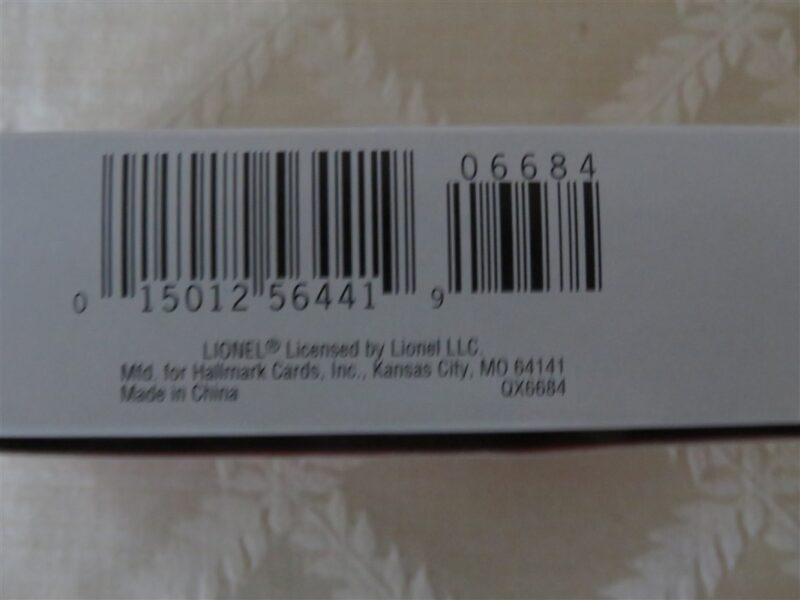 06684
0 15012 56441 9
LIONEL® Licensed by Lionel LLC.
Mfd. for Hallmark Cards, Inc., Kansas City, MO 64141
Made in China QX6684